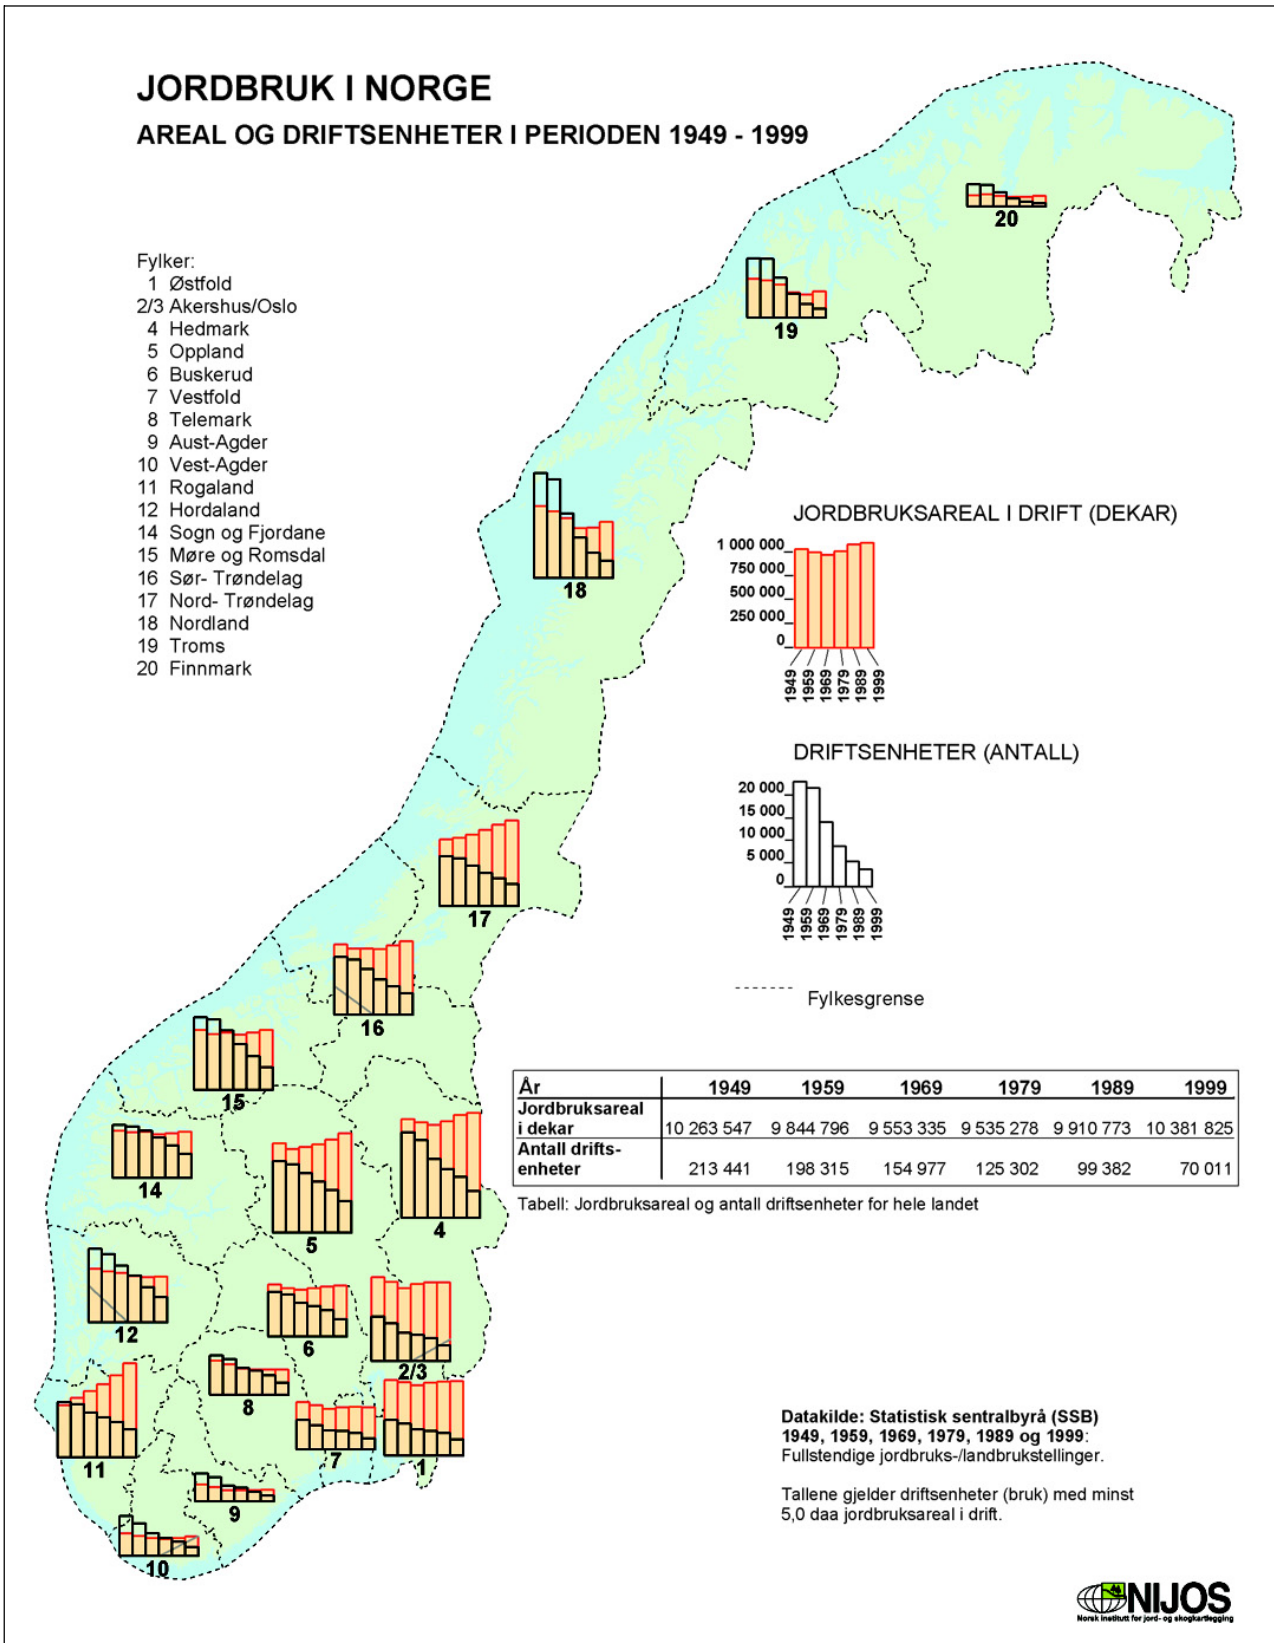 JORDBRUK I NORGE
AREAL OG DRIFTSENHETER I PERIODEN 1949 - 1999
Fylker:
1 Østfold
2/3 Akershus/Oslo
4 Hedmark
5 Oppland
6 Buskerud
7 Vestfold
8 Telemark
9 Aust-Agder
10 Vest-Agder
11 Rogaland
12 Hordaland
14 Sogn og Fjordane
15 Møre og Romsdal
16 Sør- Trøndelag
17 Nord- Trøndelag
18 Nordland
19 Troms
20 Finnmark
20
19
18
17
16
15
14
5
4
12
6
2/3
8
7
1
11
9
10
JORDBRUKSAREAL I DRIFT (DEKAR)
1 000 000
750 000
500 000
250 000
0
1949
1959
1969
1979
1989
1999
DRIFTSENHETER (ANTALL)
20 000
15 000
10 000
5 000
0
1949
1959
1969
1979
1989
1999
Fylkesgrense
År 1949 1959 1969 1979 1989 1999
Jordbruksareal
i dekar 10 263 547 9 844 796 9 553 335 9 535 278 9 910 773 10 381 825
Antall drifts-
enheter 213 441 198 315 154 977 125 302 99 382 70 011
Tabell: Jordbruksareal og antall driftsenheter for hele landet
Datakilde: Statistisk sentralbyrå (SSB)
1949, 1959, 1969, 1979, 1989 og 1999:
Fullstendige jordbruks-/landbrukstellinger.
Tallene gjelder driftsenheter (bruk) med minst
5,0 daa jordbruksareal i drift.
NIJOS
Norsk institutt for jord- og skogkartlegging